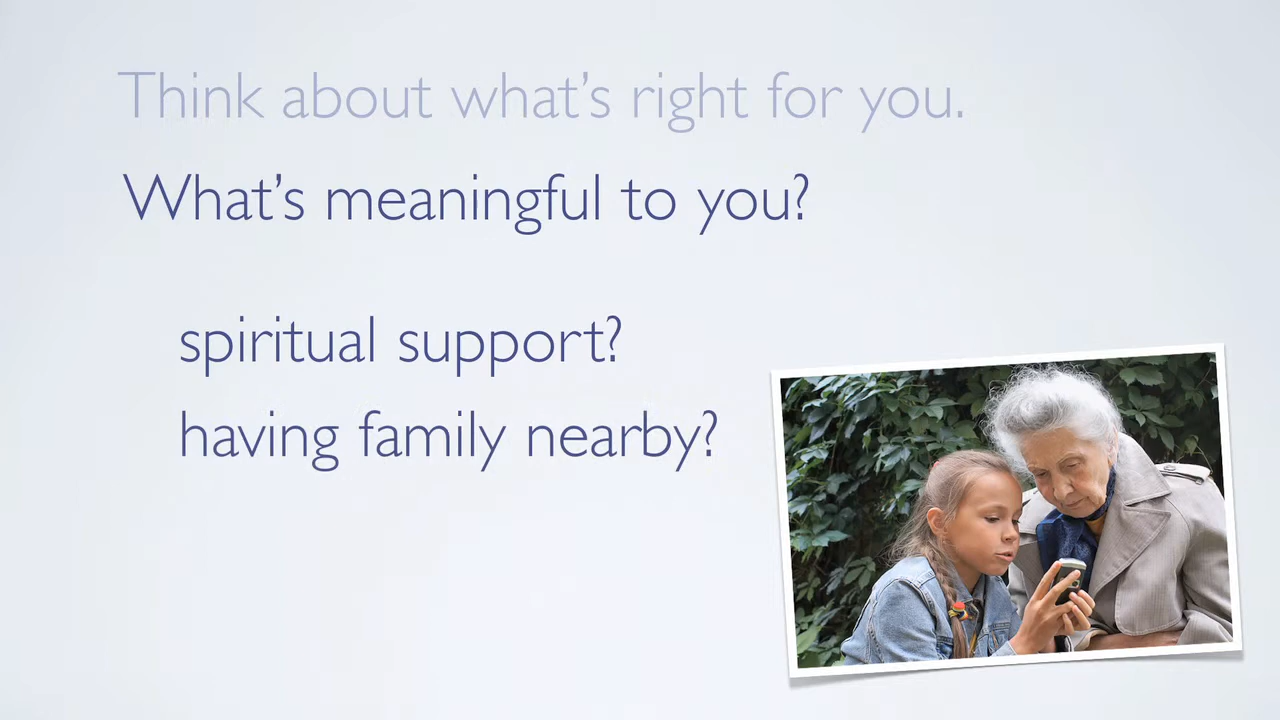 Think about what's right for you.
What's meaningful to you?
spiritual support?
having family nearby?